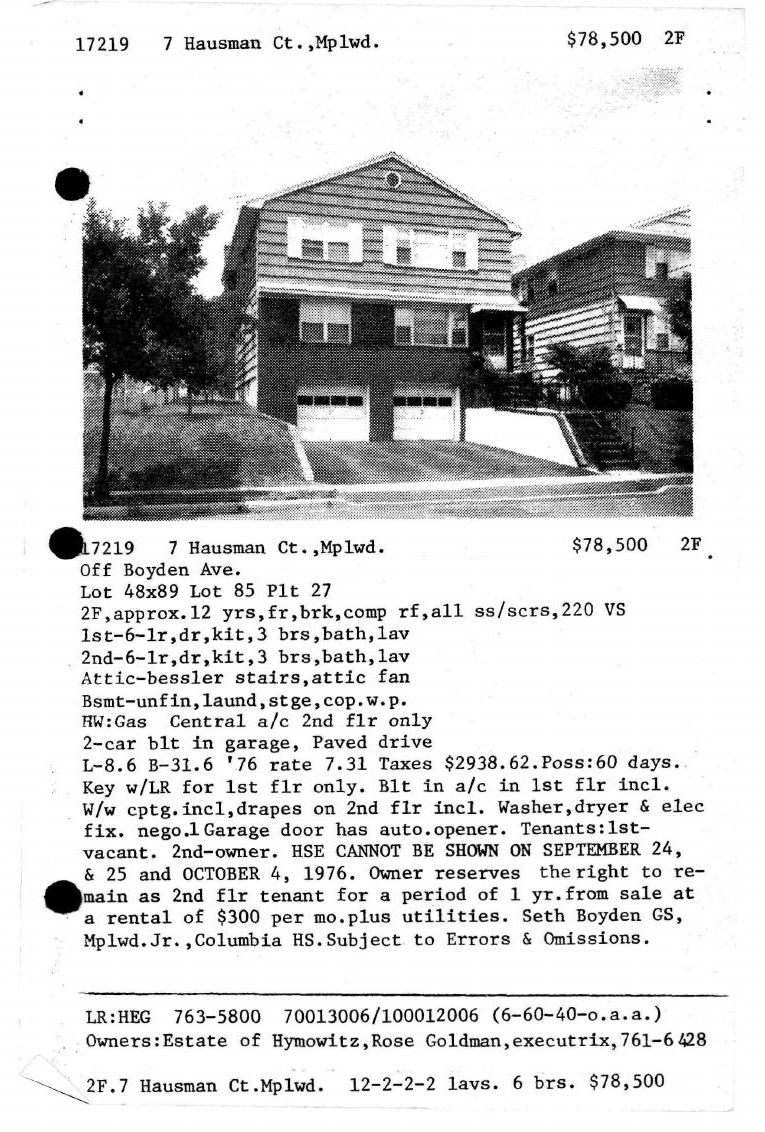 17219 7 Hausman Ct.,Mplwd. $78,500 2F
17219 7 Hausman Ct.,Mplwd. $78,500 2F
Off Boyden Ave.
Lot 48x89 Lot 85 Plt 27
2F,approx.12 yrs,fr,brk,comp rf,all ss/scrs,220 VS
1st-6-lr,dr,kit,3 brs,bath,lav
2nd-6-lr,dr,kit,3 brs,bath,lav
Attic-bessler stairs,attic fan
Bsmt-unfin,laund,stge,cop.w.p.
HW:Gas Central a/c 2nd flr only
2-car blt in garage, Paved drive
L-8.6 B-31.6 '76 rate 7.31 Taxes $2938.62.Poss:60 days.
Key w/LR for 1st flr only. Blt in a/c in 1st flr incl.
W/w cptg.incl,drapes on 2nd flr incl. Washer,dryer & elec
fix. nego.1 Garage door has auto.opener. Tenants:1st-
vacant. 2nd-owner. HSE CANNOT BE SHOWN ON SEPTEMBER 24,
& 25 and OCTOBER 4, 1976. Owner reserves the right to re-
main as 2nd flr tenant for a period of 1 yr.from sale at
a rental of $300 per mo.plus utilities. Seth Boyden GS,
Mplwd.Jr.,Columbia HS.Subject to Errors & Omissions.
LR:HEG 763-5800 70013006/100012006 (6-60-40-o.a.a.)
Owners:Estate of Hymowitz,Rose Goldman,executrix,761-6428
2F.7 Hausman Ct.Mplwd. 12-2-2-2 lavs. 6 brs. $78,500